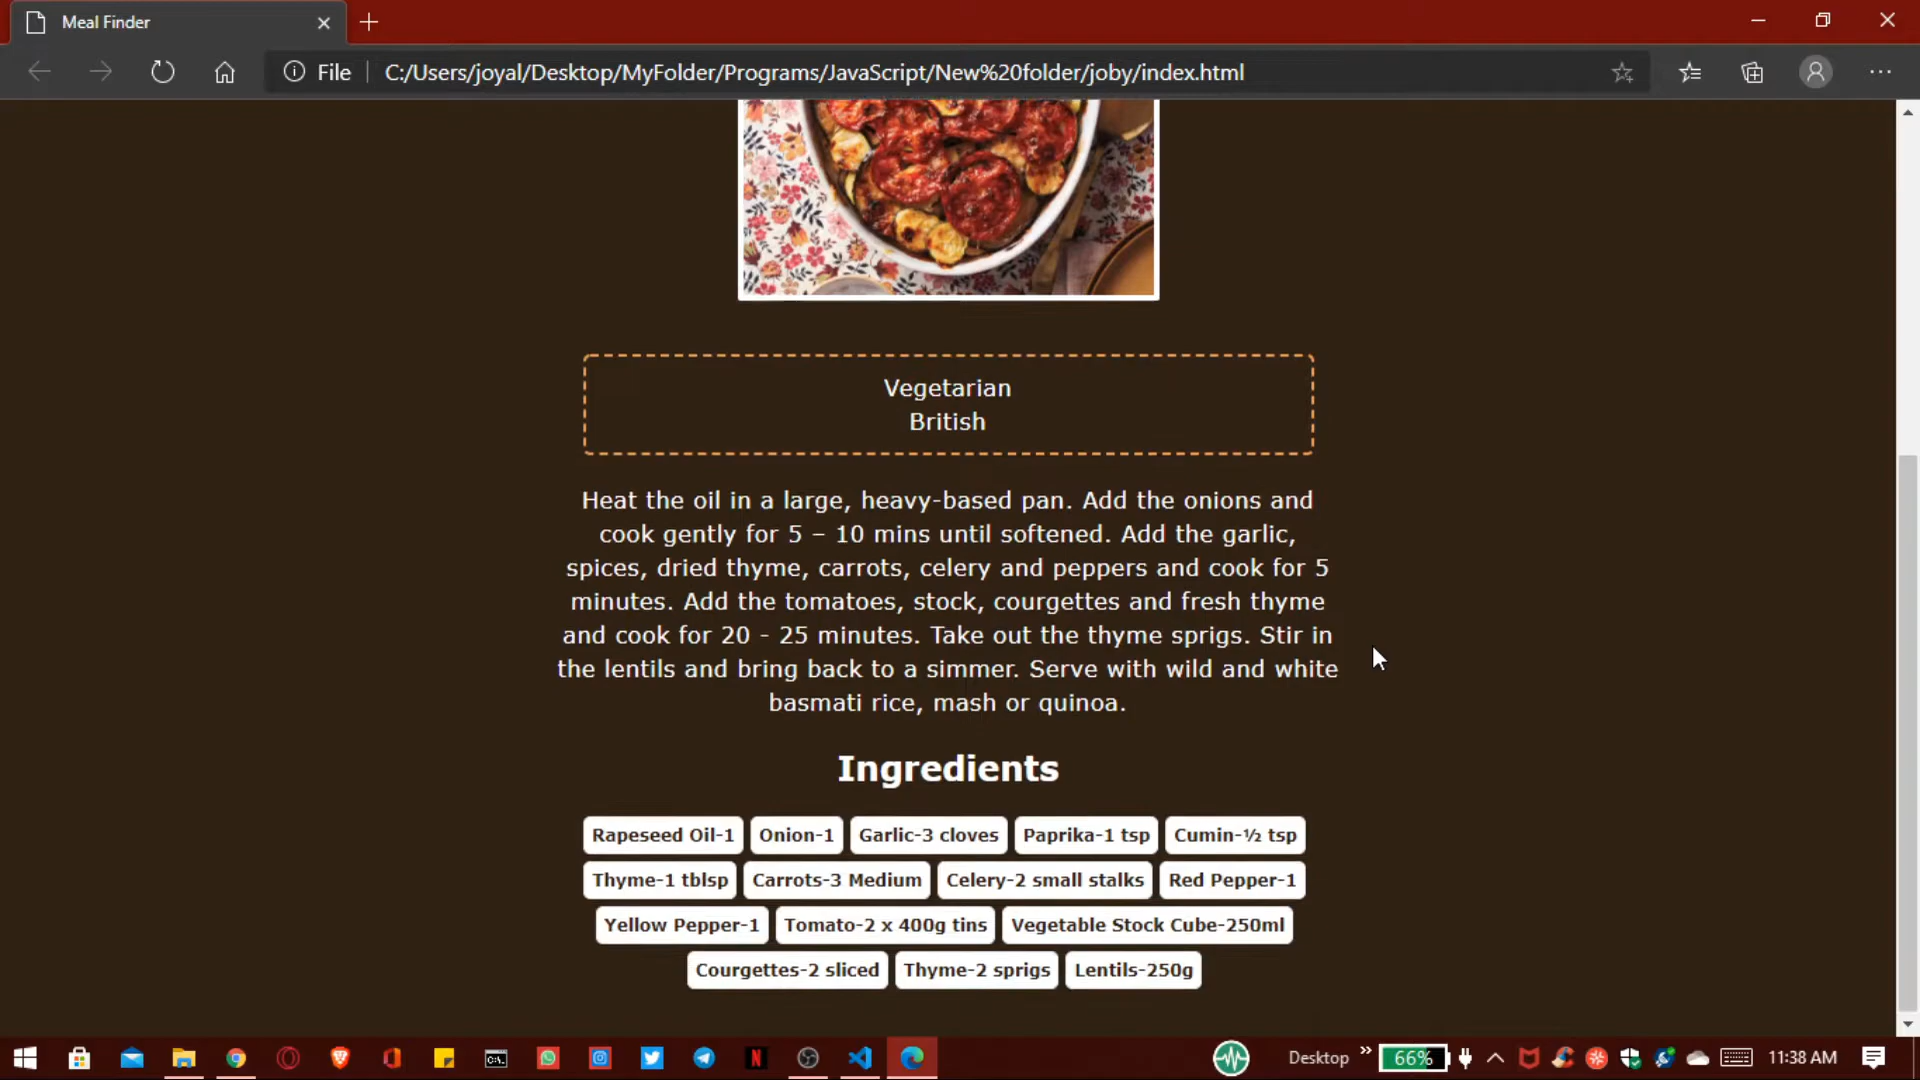 Meal Finder
File
C:/Users/joyal/Desktop/MyFolder/Programs/JavaScript/New%20folder/joby/index.html
Vegetarian
British
Heat the oil in a large, heavy-based pan. Add the onions and
cook gently for 5 – 10 mins until softened. Add the garlic,
spices, dried thyme, carrots, celery and peppers and cook for 5
minutes. Add the tomatoes, stock, courgettes and fresh thyme
and cook for 20 - 25 minutes. Take out the thyme sprigs. Stir in
the lentils and bring back to a simmer. Serve with wild and white
basmati rice, mash or quinoa.
Ingredients
Rapeseed Oil-1 Onion-1 Garlic-3 cloves Paprika-1 tsp Cumin-½ tsp
Thyme-1 tblsp Carrots-3 Medium Celery-2 small stalks Red Pepper-1
Yellow Pepper-1 Tomato-2 x 400g tins Vegetable Stock Cube-250ml
Courgettes-2 sliced Thyme-2 sprigs Lentils-250g
Desktop » 66% 11:38 AM